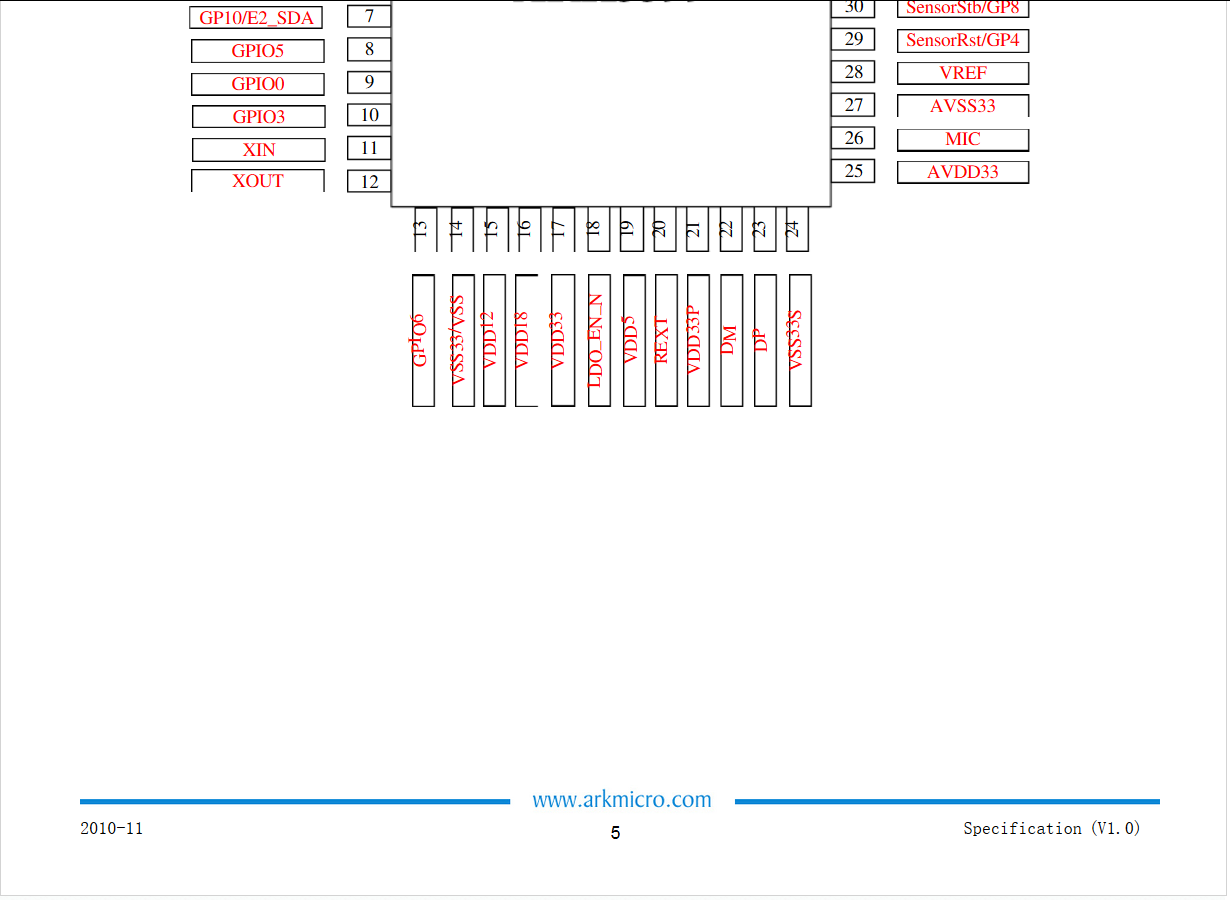 GP10/E2_SDA 7 30 SensorStb/GP8
GPIO5 8 29 SensorRst/GP4
GPIO0 9 28 VREF
GPIO3 10 27 AVSS33
XIN 11 26 MIC
XOUT 12 25 AVDD33
13 14 15 16 17 18 19 20 21 22 23 24
GPIO6 VSS33/VSS VDD12 VDD18 VDD33 LDO_EN_N VDD5 REXT VDD33P DM DP VSS33S
www.arkmicro.com
2010-11 5 Specification (V1.0)